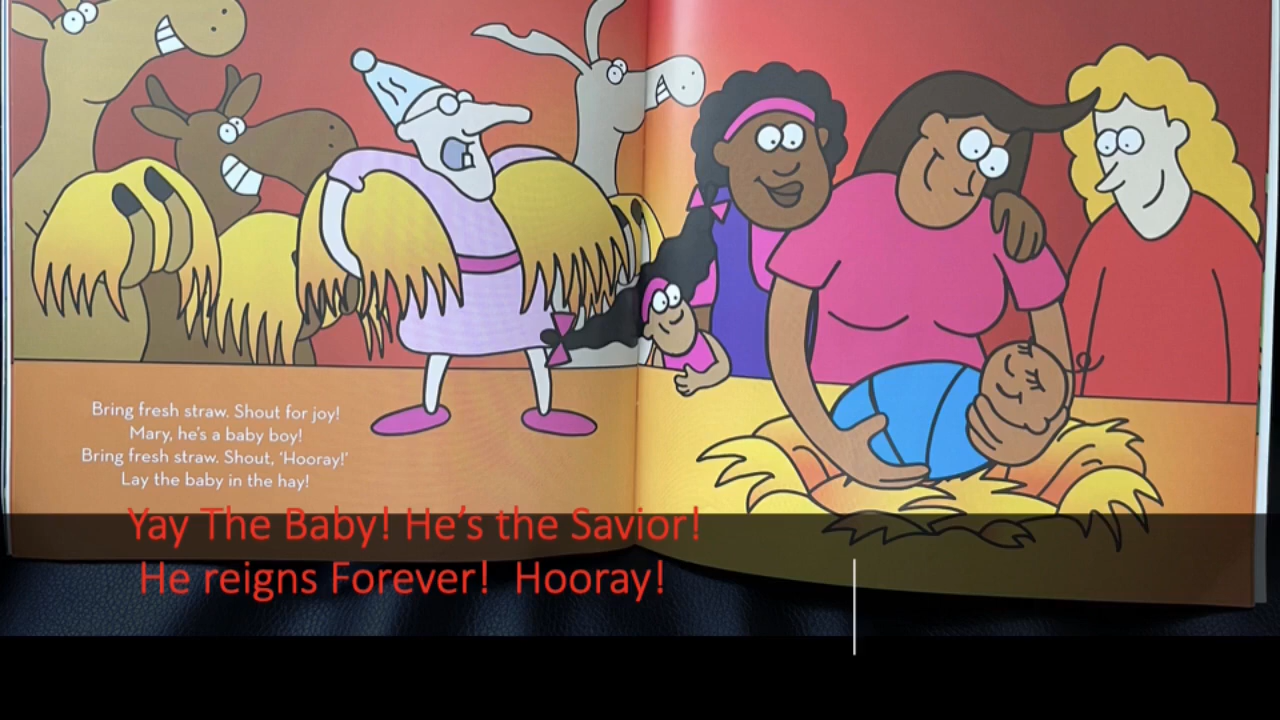 Bring fresh straw. Shout for joy!
Mary, he's a baby boy!
Bring fresh straw. Shout, 'Hooray!'
Lay the baby in the hay!
Yay The Baby! He's the Savior!
He reigns Forever! Hooray!